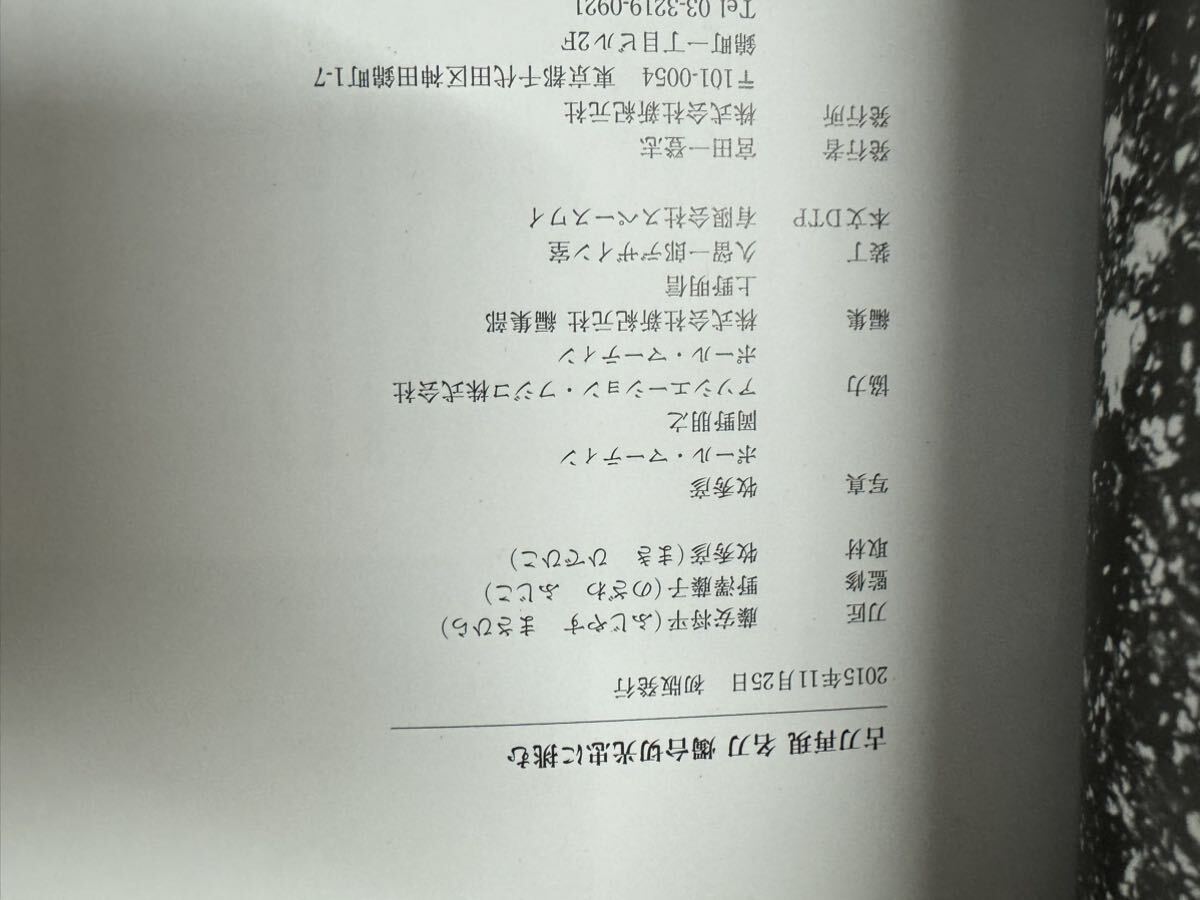 古刀再現 名刀 燭台切光忠に挑む
2015年11月25日　初版発行
刀匠　藤安将平（ふじやす　まさひら）
監修　野澤藤子（のざわ　ふじこ）
取材　牧秀彦（まき　ひでひこ）
写真　牧秀彦
ポール・マーティン
岡野朋之
協力　アソシエーション・フジコ株式会社
ポール・マーティン
編集　株式会社新紀元社 編集部
上野明信
装丁　久留一郎デザイン室
本文DTP　有限会社スペースワイ
発行者　宮田一登志
発行所　株式会社新紀元社
〒101-0054　東京都千代田区神田錦町1-7
錦町一丁目ビル2F
Tel 03-3219-0921